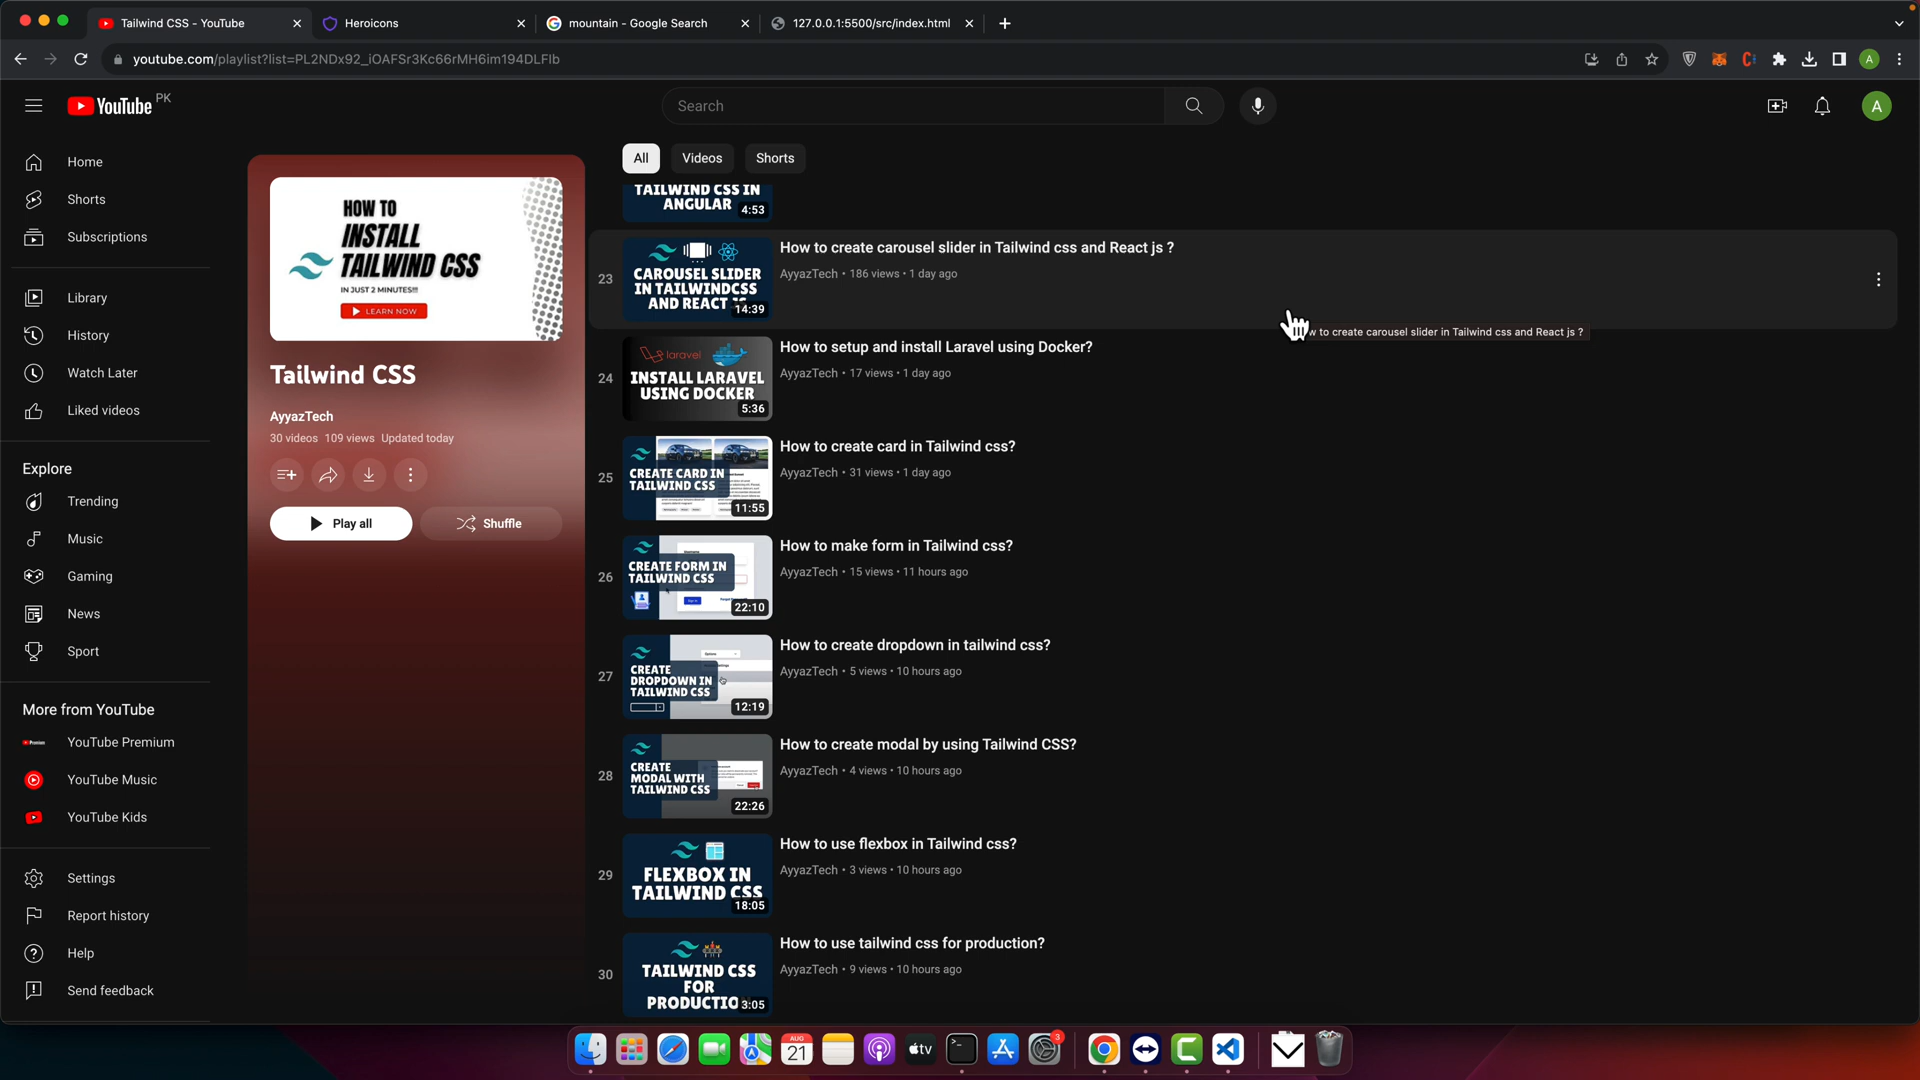 Tailwind CSS - YouTube
Heroicons
mountain - Google Search
127.0.0.1:5500/src/index.html
youtube.com/playlist?list=PL2NDx92_iOAFSr3Kc66rMH6im194DLFlb
A
YouTube PK
Search
A
Home
Shorts
Subscriptions
Library
History
Watch Later
Liked videos
Explore
Trending
Music
Gaming
News
Sport
More from YouTube
Premium
YouTube Premium
YouTube Music
YouTube Kids
Settings
Report history
Help
Send feedback
HOW TO
INSTALL
TAILWIND CSS
IN JUST 2 MINUTES!!!
LEARN NOW
Tailwind CSS
AyyazTech
30 videos 109 views Updated today
Play all
Shuffle
All
Videos
Shorts
TAILWIND CSS IN
ANGULAR
4:53
23
CAROUSEL SLIDER
IN TAILWINDCSS
AND REACT JS
14:39
How to create carousel slider in Tailwind css and React js ?
AyyazTech • 186 views • 1 day ago
w to create carousel slider in Tailwind css and React js ?
24
laravel
docker
INSTALL LARAVEL
USING DOCKER
5:36
How to setup and install Laravel using Docker?
AyyazTech • 17 views • 1 day ago
25
CREATE CARD IN
TAILWIND CSS
11:55
How to create card in Tailwind css?
AyyazTech • 31 views • 1 day ago
26
CREATE FORM IN
TAILWIND CSS
22:10
How to make form in Tailwind css?
AyyazTech • 15 views • 11 hours ago
27
CREATE
DROPDOWN IN
TAILWIND CSS
Options
12:19
How to create dropdown in tailwind css?
AyyazTech • 5 views • 10 hours ago
28
CREATE
MODAL WITH
TAILWIND CSS
22:26
How to create modal by using Tailwind CSS?
AyyazTech • 4 views • 10 hours ago
29
FLEXBOX IN
TAILWIND CSS
18:05
How to use flexbox in Tailwind css?
AyyazTech • 3 views • 10 hours ago
30
TAILWIND CSS
FOR
PRODUCTIO
3:05
How to use tailwind css for production?
AyyazTech • 9 views • 10 hours ago
AUG
21
tv
3